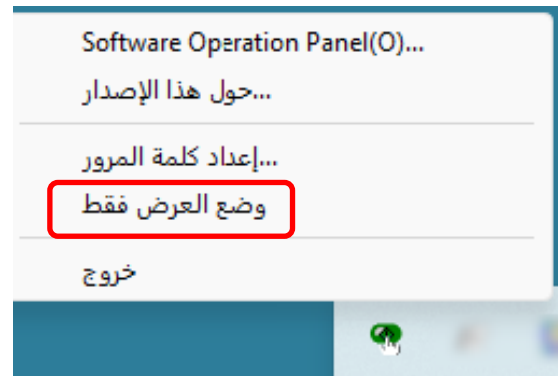 Software Operation Panel(O)...
حول هذا الإصدار...
إعداد كلمة المرور...
وضع العرض فقط
خروج